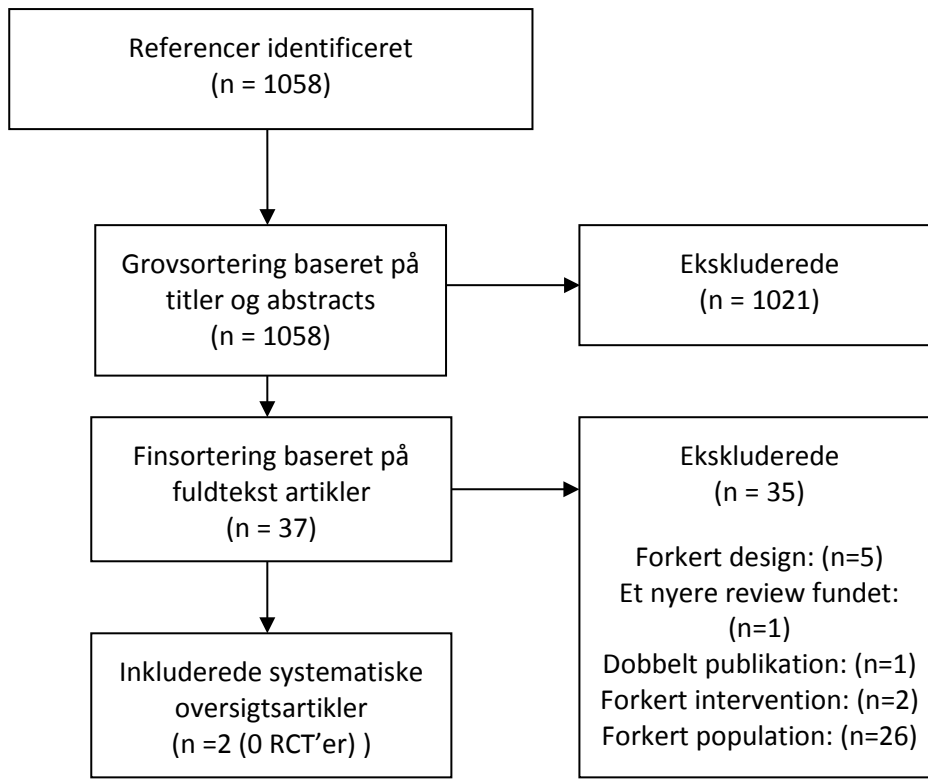 Referencer identificeret
(n = 1058)
Grovsortering baseret på
titler og abstracts
(n = 1058)
Ekskluderede
(n = 1021)
Finsortering baseret på
fuldtekst artikler
(n = 37)
Ekskluderede
(n = 35)
Forkert design: (n=5)
Et nyere review fundet:
(n=1)
Dobbelt publikation: (n=1)
Forkert intervention: (n=2)
Forkert population: (n=26)
Inkluderede systematiske
oversigtsartikler
(n =2 (0 RCT’er) )